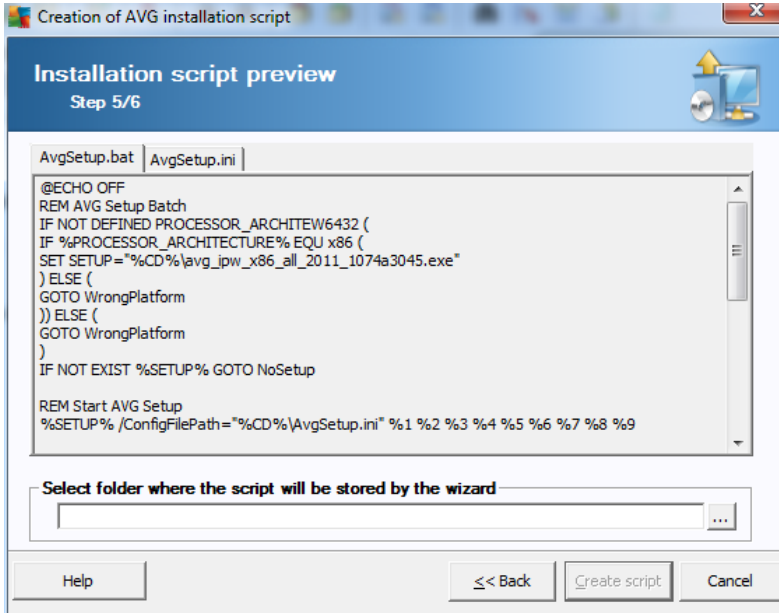 Creation of AVG installation script
Installation script preview
Step 5/6
AvgSetup.bat
AvgSetup.ini
@ECHO OFF
REM AVG Setup Batch
IF NOT DEFINED PROCESSOR_ARCHITEW6432 (
IF %PROCESSOR_ARCHITECTURE% EQU x86 (
SET SETUP="%CD%\avg_ipw_x86_all_2011_1074a3045.exe"
) ELSE (
GOTO WrongPlatform
)) ELSE (
GOTO WrongPlatform
)
IF NOT EXIST %SETUP% GOTO NoSetup
REM Start AVG Setup
%SETUP% /ConfigFilePath="%CD%\AvgSetup.ini" %1 %2 %3 %4 %5 %6 %7 %8 %9
Select folder where the script will be stored by the wizard
...
Help
<< Back
Create script
Cancel